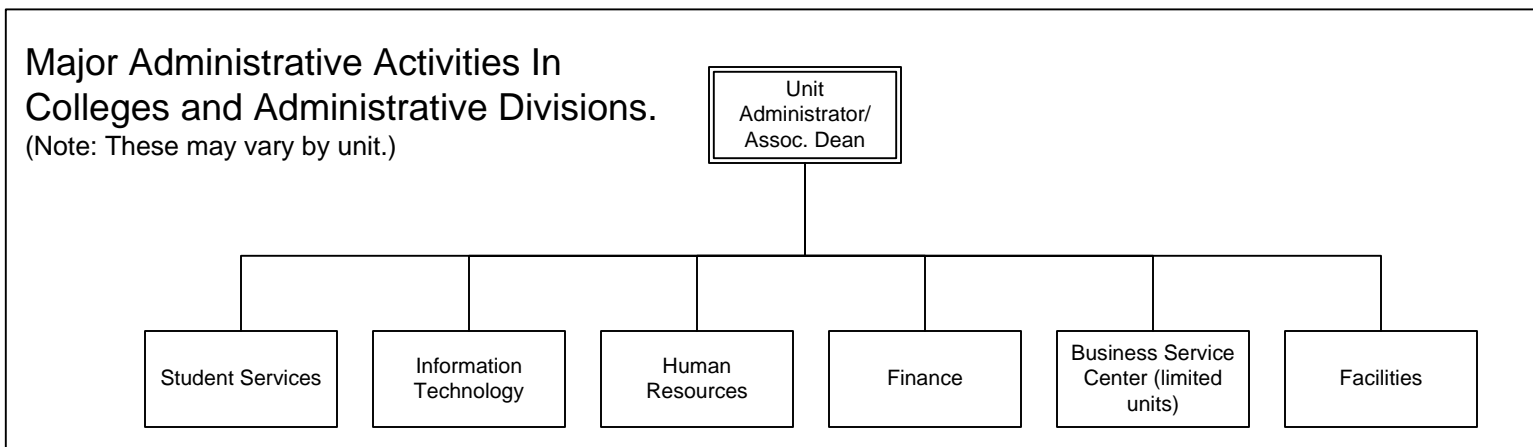 Major Administrative Activities In
Colleges and Administrative Divisions.
(Note: These may vary by unit.)
Unit
Administrator/
Assoc. Dean
Student Services
Information
Technology
Human
Resources
Finance
Business Service
Center (limited
units)
Facilities